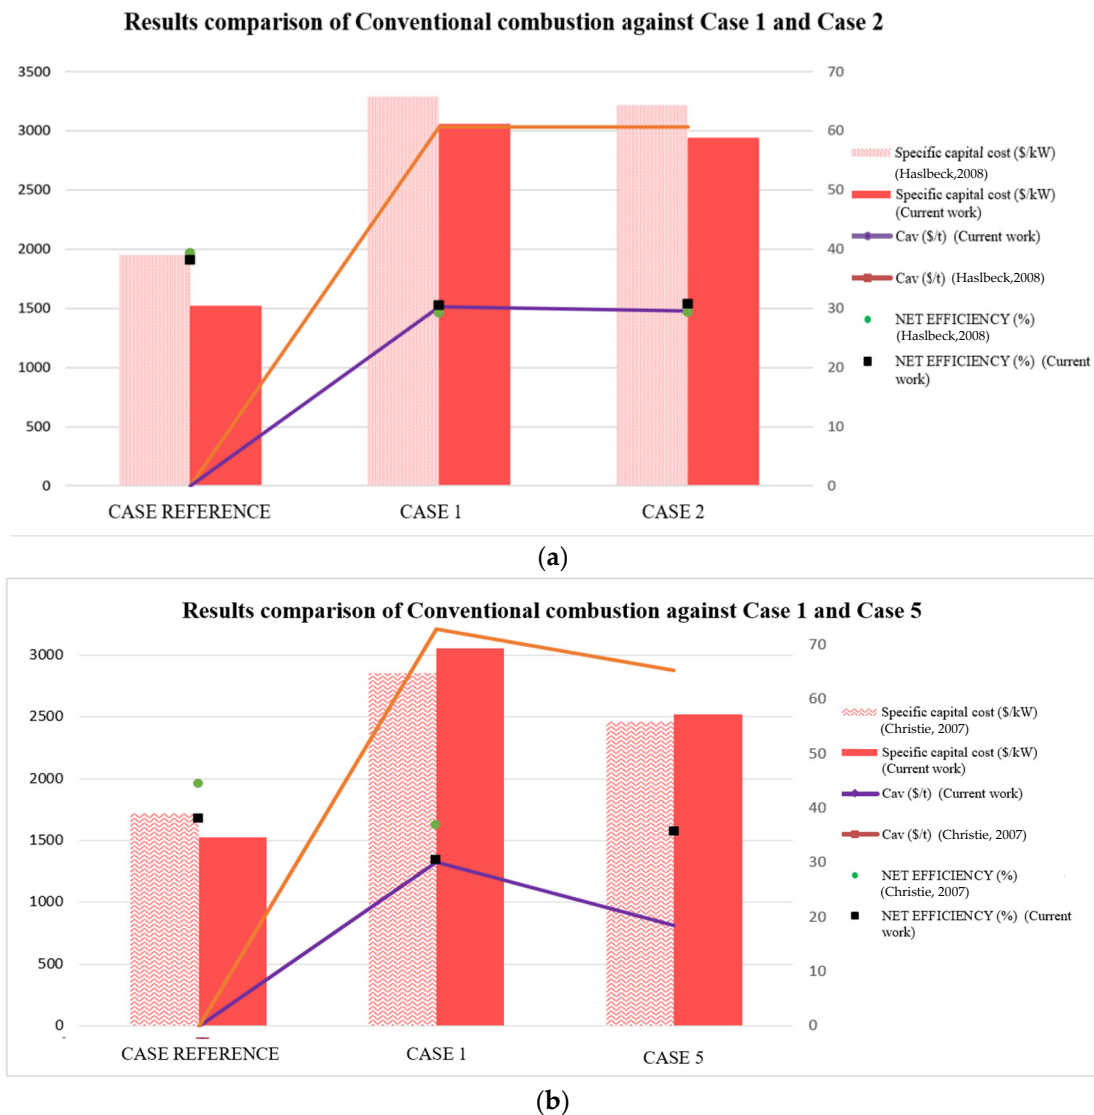 Results comparison of Conventional combustion against Case 1 and Case 2
3500
3000
2500
2000
1500
1000
500
0
70
60
50
40
30
20
10
0
CASE REFERENCE
CASE 1
CASE 2
Specific capital cost ($/kW)
(Haslbeck,2008)
Specific capital cost ($/kW)
(Current work)
Cav ($/t) (Current work)
Cav ($/t) (Haslbeck,2008)
NET EFFICIENCY (%)
(Haslbeck,2008)
NET EFFICIENCY (%) (Current
work)
(a)
Results comparison of Conventional combustion against Case 1 and Case 5
3000
2500
2000
1500
1000
500
0
-
70
60
50
40
30
20
10
0
CASE REFERENCE
CASE 1
CASE 5
Specific capital cost ($/kW)
(Christie, 2007)
Specific capital cost ($/kW)
(Current work)
Cav ($/t) (Current work)
Cav ($/t) (Christie, 2007)
NET EFFICIENCY (%)
(Christie, 2007)
NET EFFICIENCY (%) (Current
work)
(b)